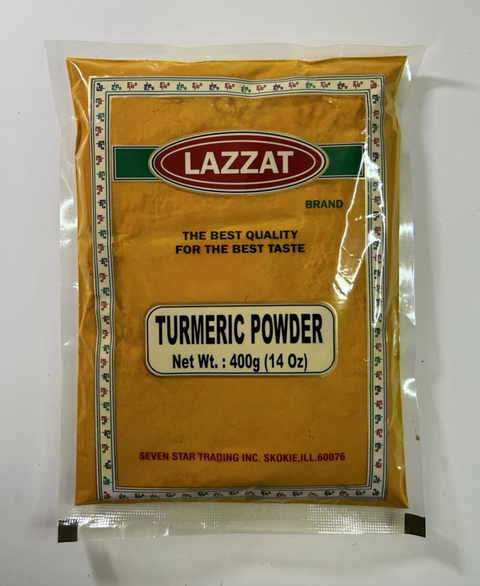 LAZZAT
BRAND
THE BEST QUALITY
FOR THE BEST TASTE
TURMERIC POWDER
Net Wt. : 400g (14 Oz)
SEVEN STAR TRADING INC. SKOKIE,ILL.60076